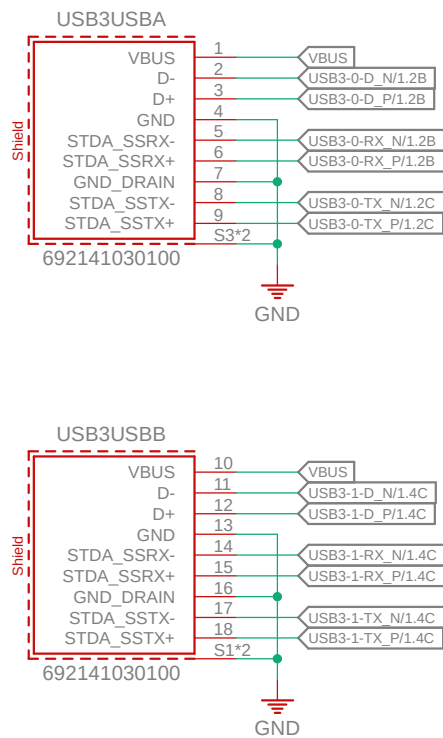 USB3USBA
Shield
VBUS 1 VBUS
D- 2 USB3-0-D_N/1.2B
D+ 3 USB3-0-D_P/1.2B
GND 4
STDA_SSRX- 5 USB3-0-RX_N/1.2B
STDA_SSRX+ 6 USB3-0-RX_P/1.2B
GND_DRAIN 7
STDA_SSTX- 8 USB3-0-TX_N/1.2C
STDA_SSTX+ 9 USB3-0-TX_P/1.2C
S3*2
692141030100
GND
USB3USBB
Shield
VBUS 10 VBUS
D- 11 USB3-1-D_N/1.4C
D+ 12 USB3-1-D_P/1.4C
GND 13
STDA_SSRX- 14 USB3-1-RX_N/1.4C
STDA_SSRX+ 15 USB3-1-RX_P/1.4C
GND_DRAIN 16
STDA_SSTX- 17 USB3-1-TX_N/1.4C
STDA_SSTX+ 18 USB3-1-TX_P/1.4C
S1*2
692141030100
GND